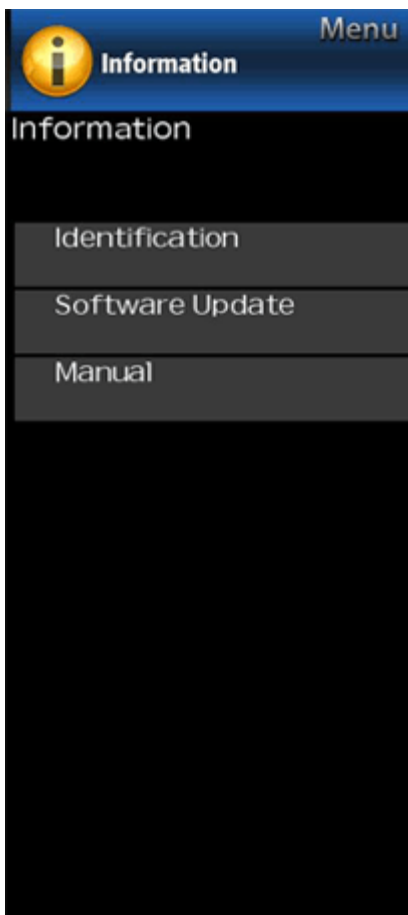 Menu
Information
Information
Identification
Software Update
Manual